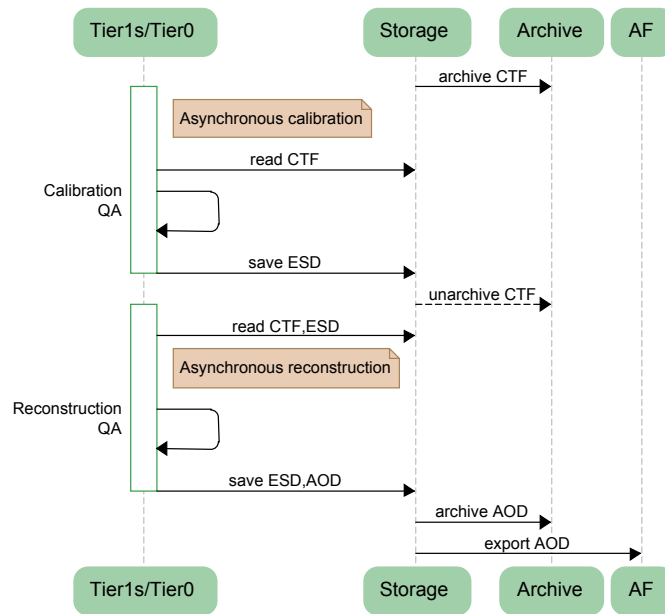 Tier1s/Tier0
Storage
Archive
AF
archive CTF
Asynchronous calibration
read CTF
Calibration
QA
save ESD
unarchive CTF
read CTF,ESD
Asynchronous reconstruction
Reconstruction
QA
save ESD,AOD
archive AOD
export AOD
Tier1s/Tier0
Storage
Archive
AF